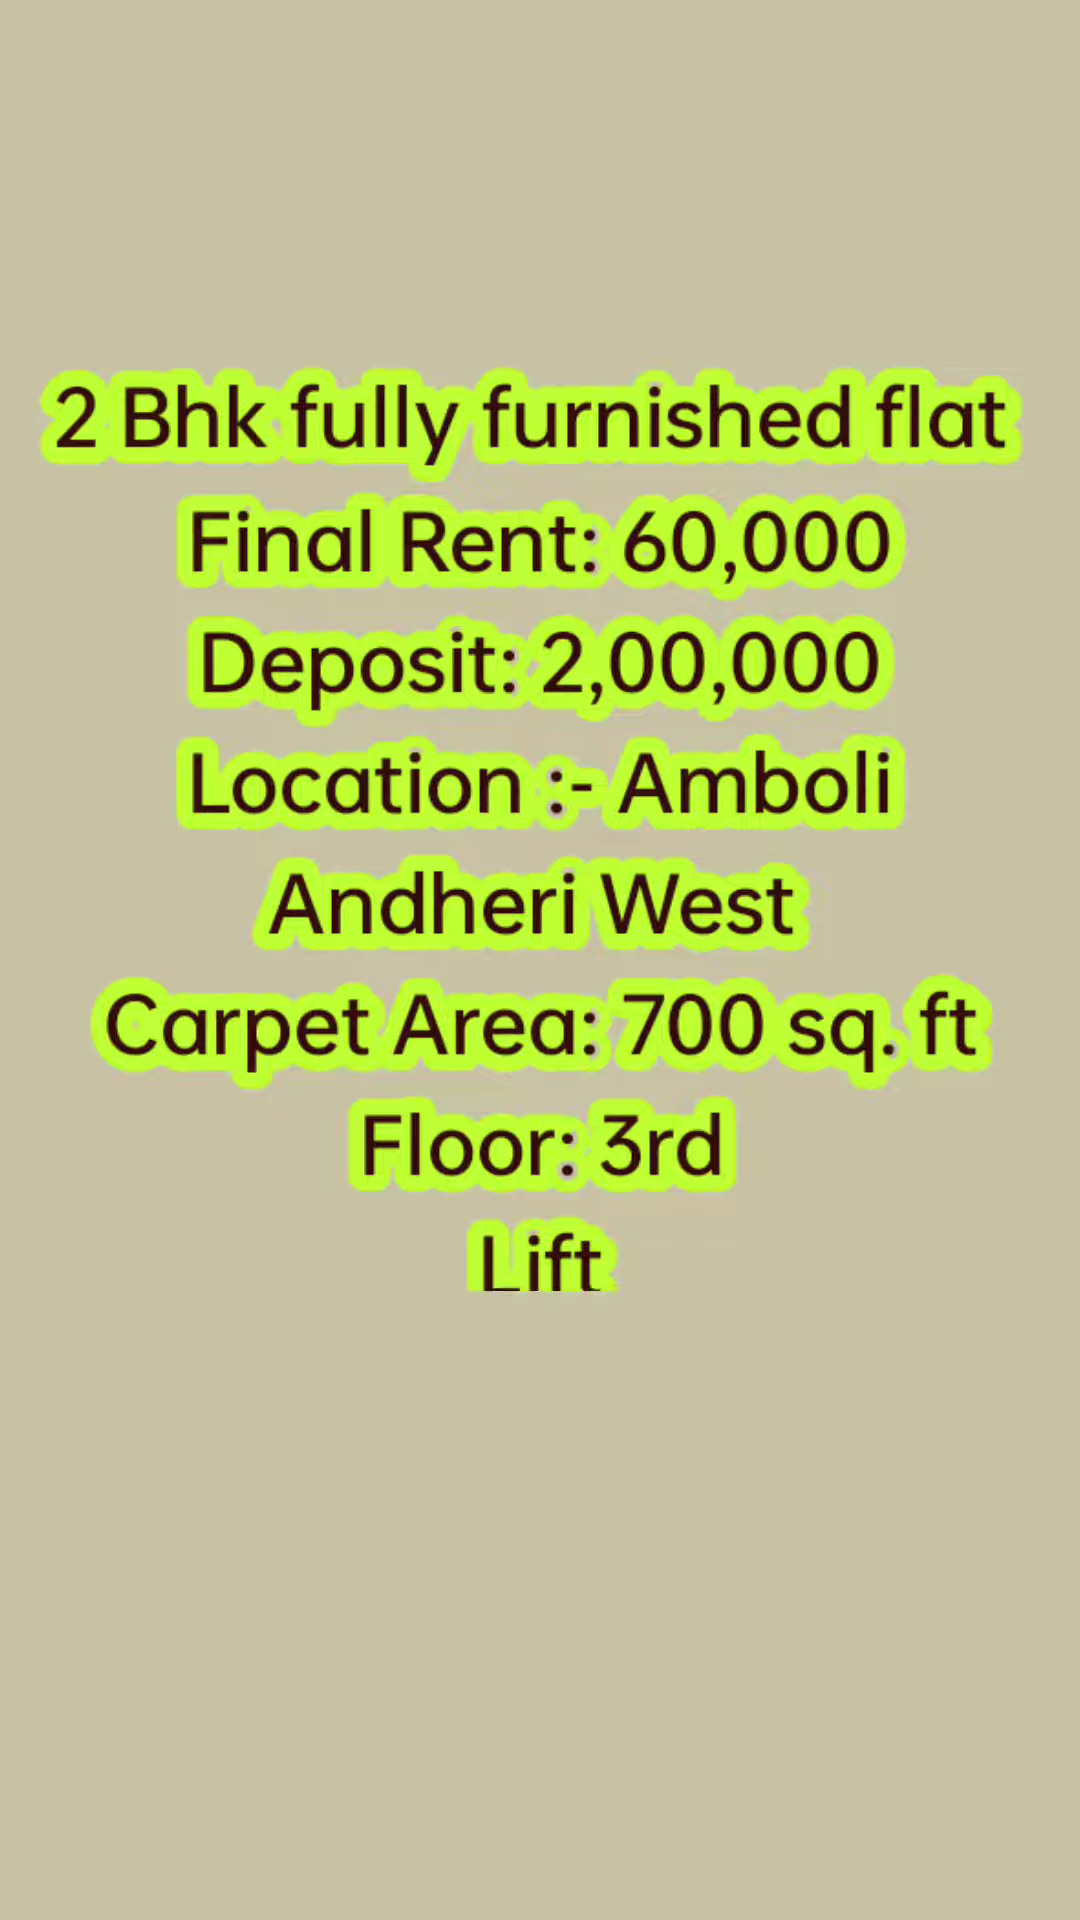 2 Bhk fully furnished flat
Final Rent: 60,000
Deposit: 2,00,000
Location :- Amboli
Andheri West
Carpet Area: 700 sq. ft
Floor: 3rd
Lift